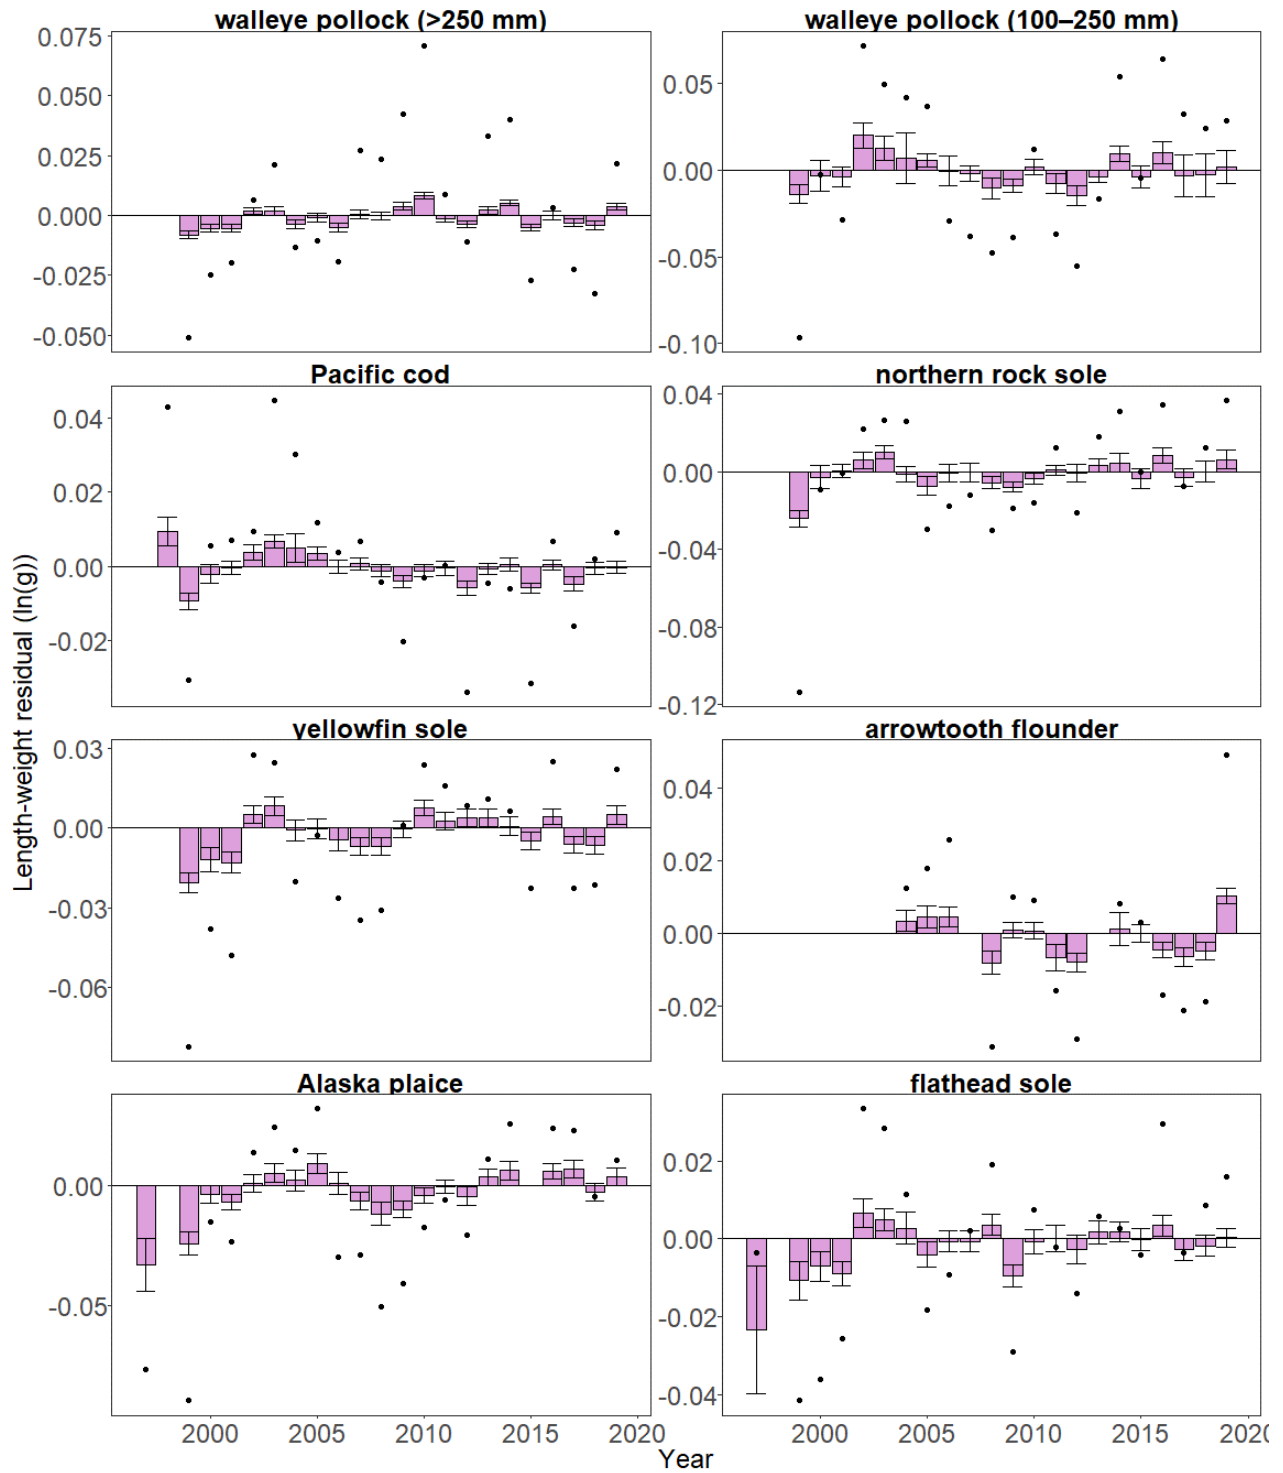 walleye pollock (>250 mm)
walleye pollock (100–250 mm)
0.075
0.050
0.025
0.000
-0.025
-0.050
0.05
0.00
-0.05
-0.10
Pacific cod
northern rock sole
0.04
0.02
0.00
-0.02
0.04
0.00
-0.04
-0.08
-0.12
Length-weight residual (ln(g))
yellowfin sole
arrowtooth flounder
0.03
0.00
-0.03
-0.06
0.04
0.02
0.00
-0.02
Alaska plaice
flathead sole
0.00
-0.05
0.02
0.00
-0.02
-0.04
2000 2005 2010 2015 2020
2000 2005 2010 2015 2020
Year